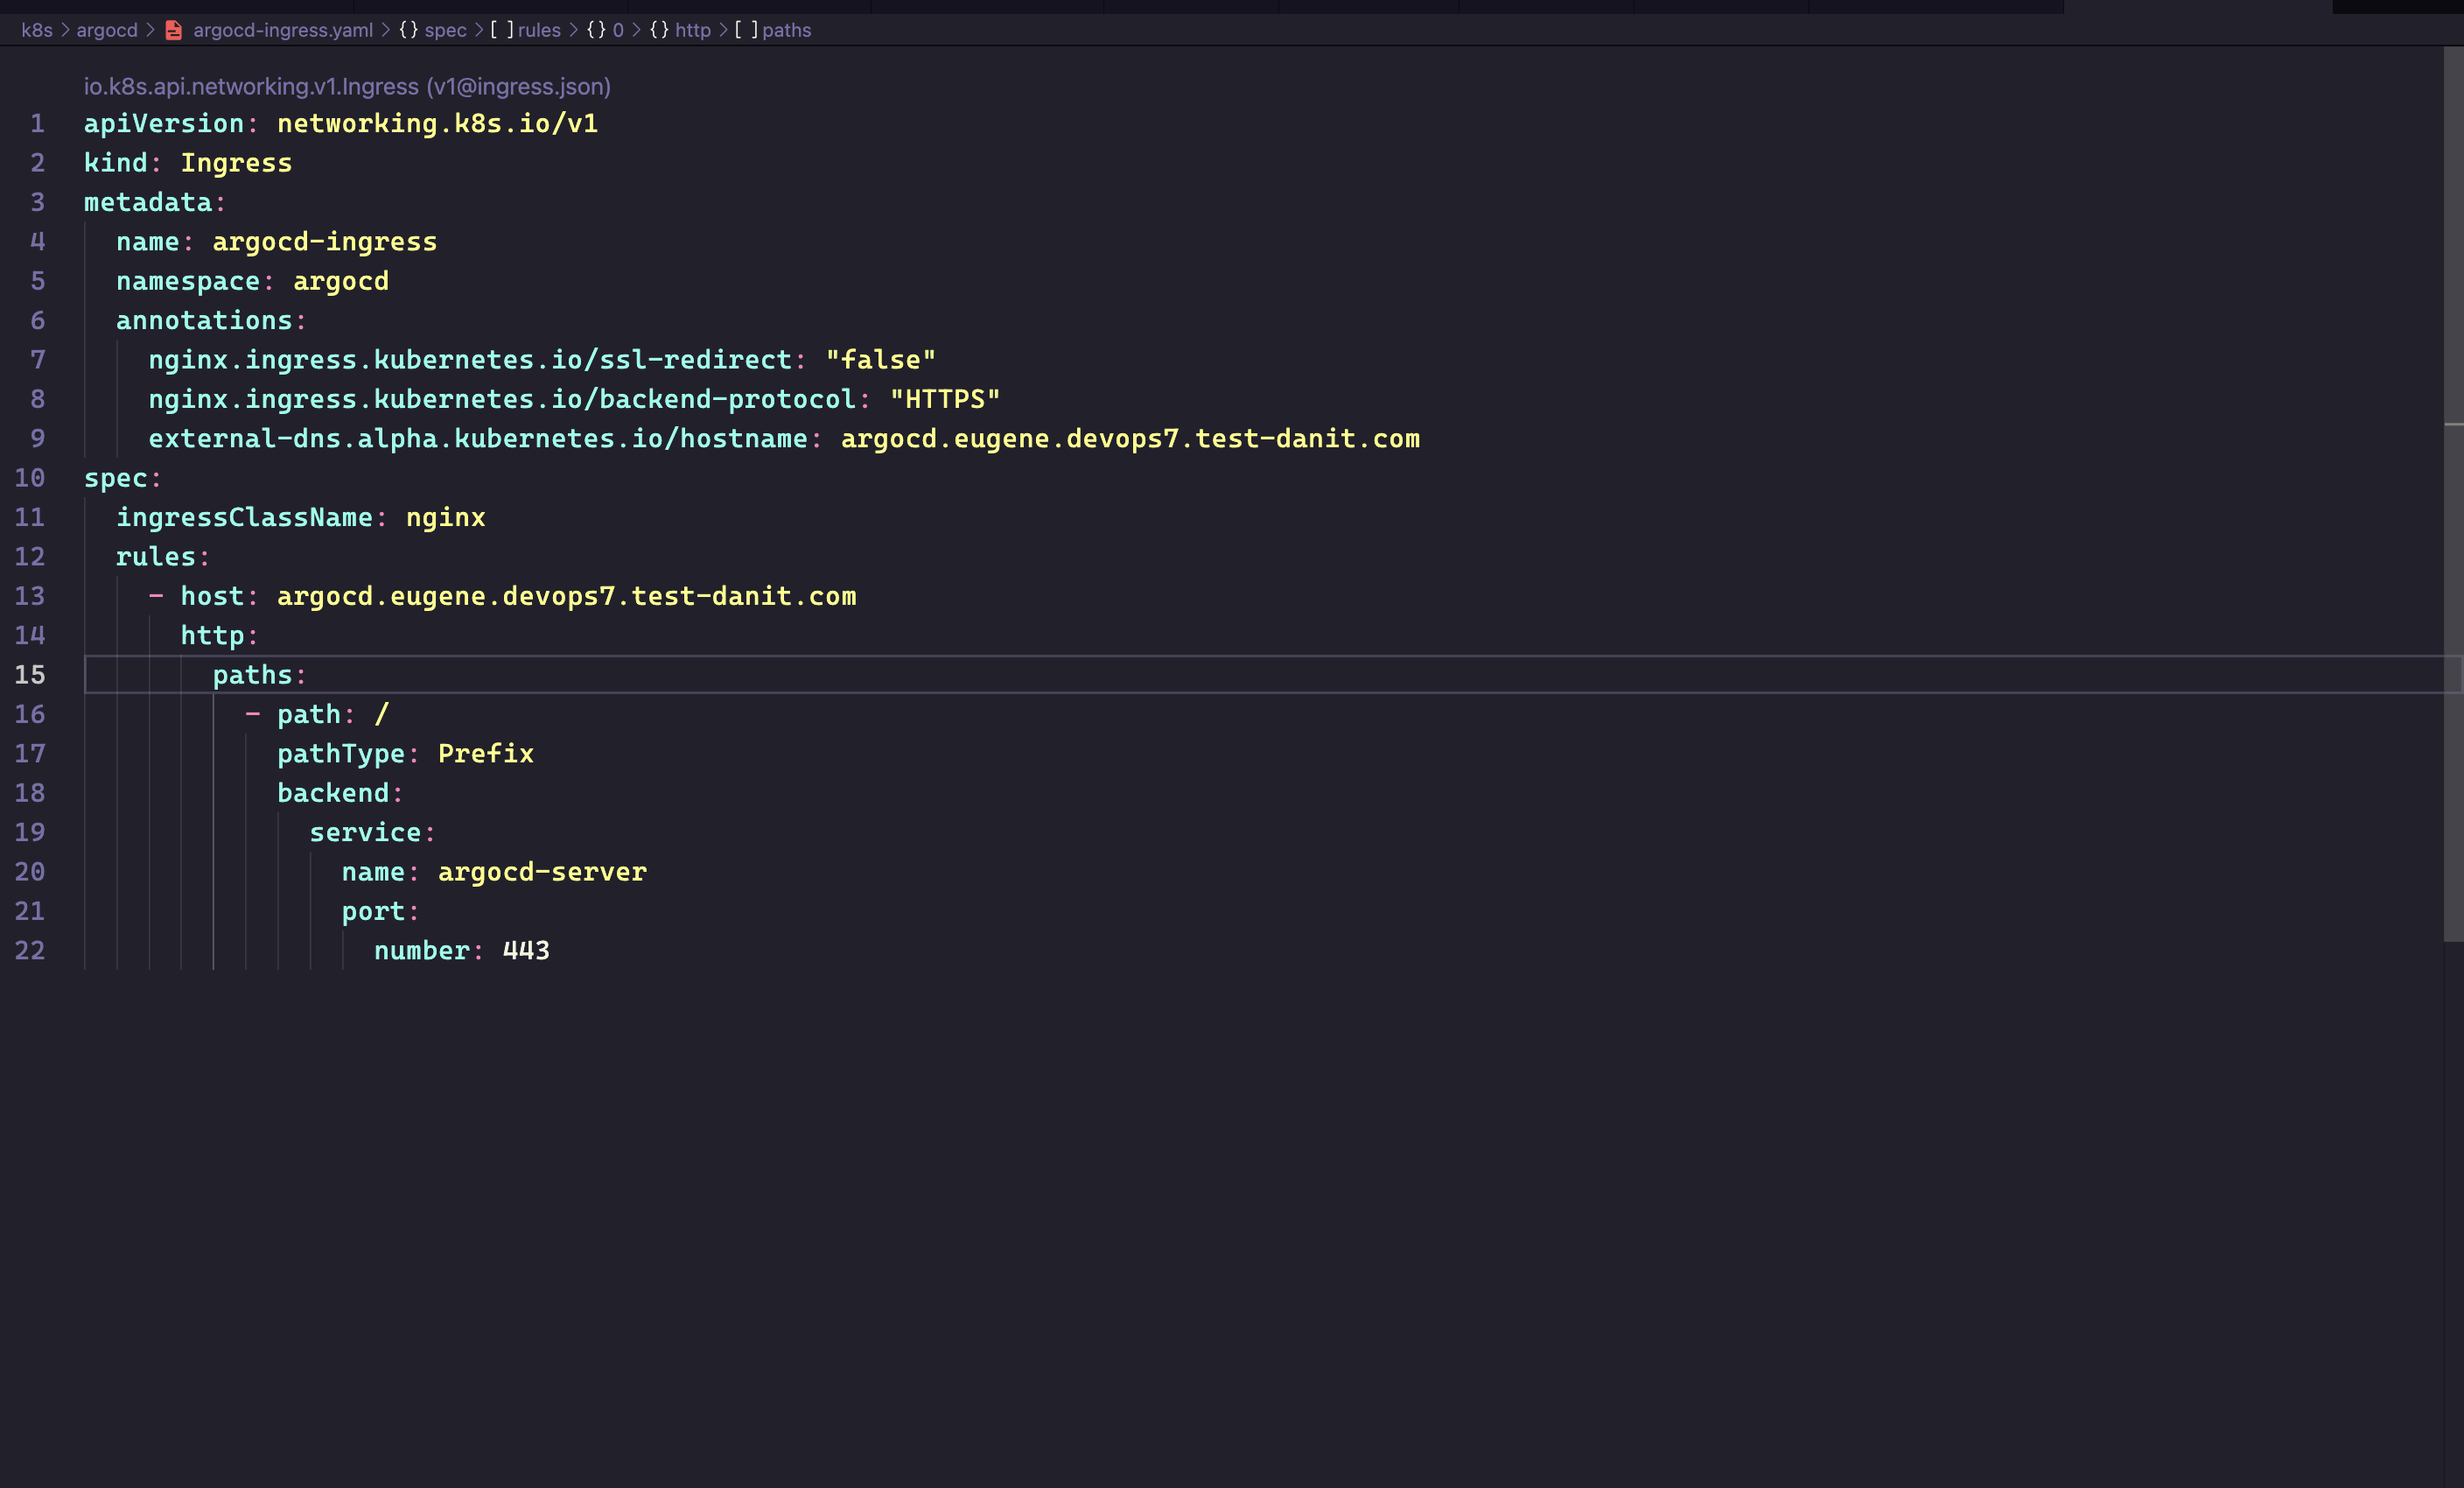 k8s > argocd > argocd-ingress.yaml > {} spec > [ ] rules > {} 0 > {} http > [ ] paths
io.k8s.api.networking.v1.Ingress (v1@ingress.json)
1 apiVersion: networking.k8s.io/v1
2 kind: Ingress
3 metadata:
4   name: argocd-ingress
5   namespace: argocd
6   annotations:
7     nginx.ingress.kubernetes.io/ssl-redirect: "false"
8     nginx.ingress.kubernetes.io/backend-protocol: "HTTPS"
9     external-dns.alpha.kubernetes.io/hostname: argocd.eugene.devops7.test-danit.com
10 spec:
11   ingressClassName: nginx
12   rules:
13     - host: argocd.eugene.devops7.test-danit.com
14       http:
15         paths:
16           - path: /
17             pathType: Prefix
18             backend:
19               service:
20                 name: argocd-server
21                 port:
22                   number: 443